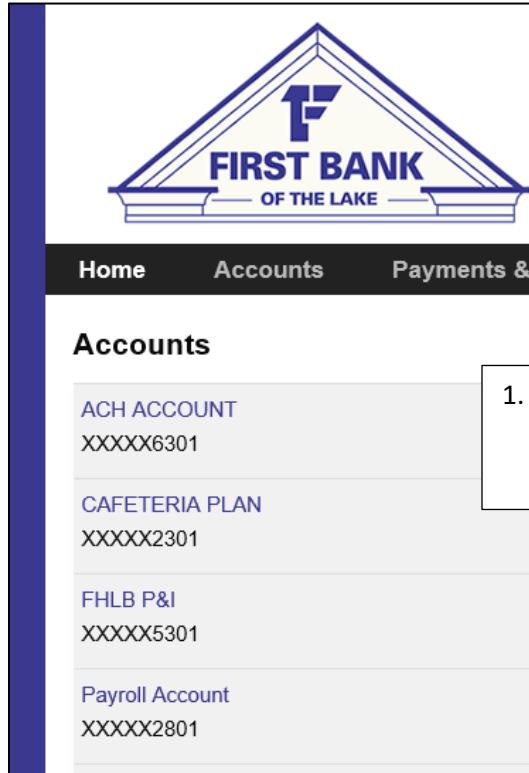 FIRST BANK
OF THE LAKE
Home Accounts Payments &
Accounts
1.
ACH ACCOUNT
XXXXX6301
CAFETERIA PLAN
XXXXX2301
FHLB P&I
XXXXX5301
Payroll Account
XXXXX2801